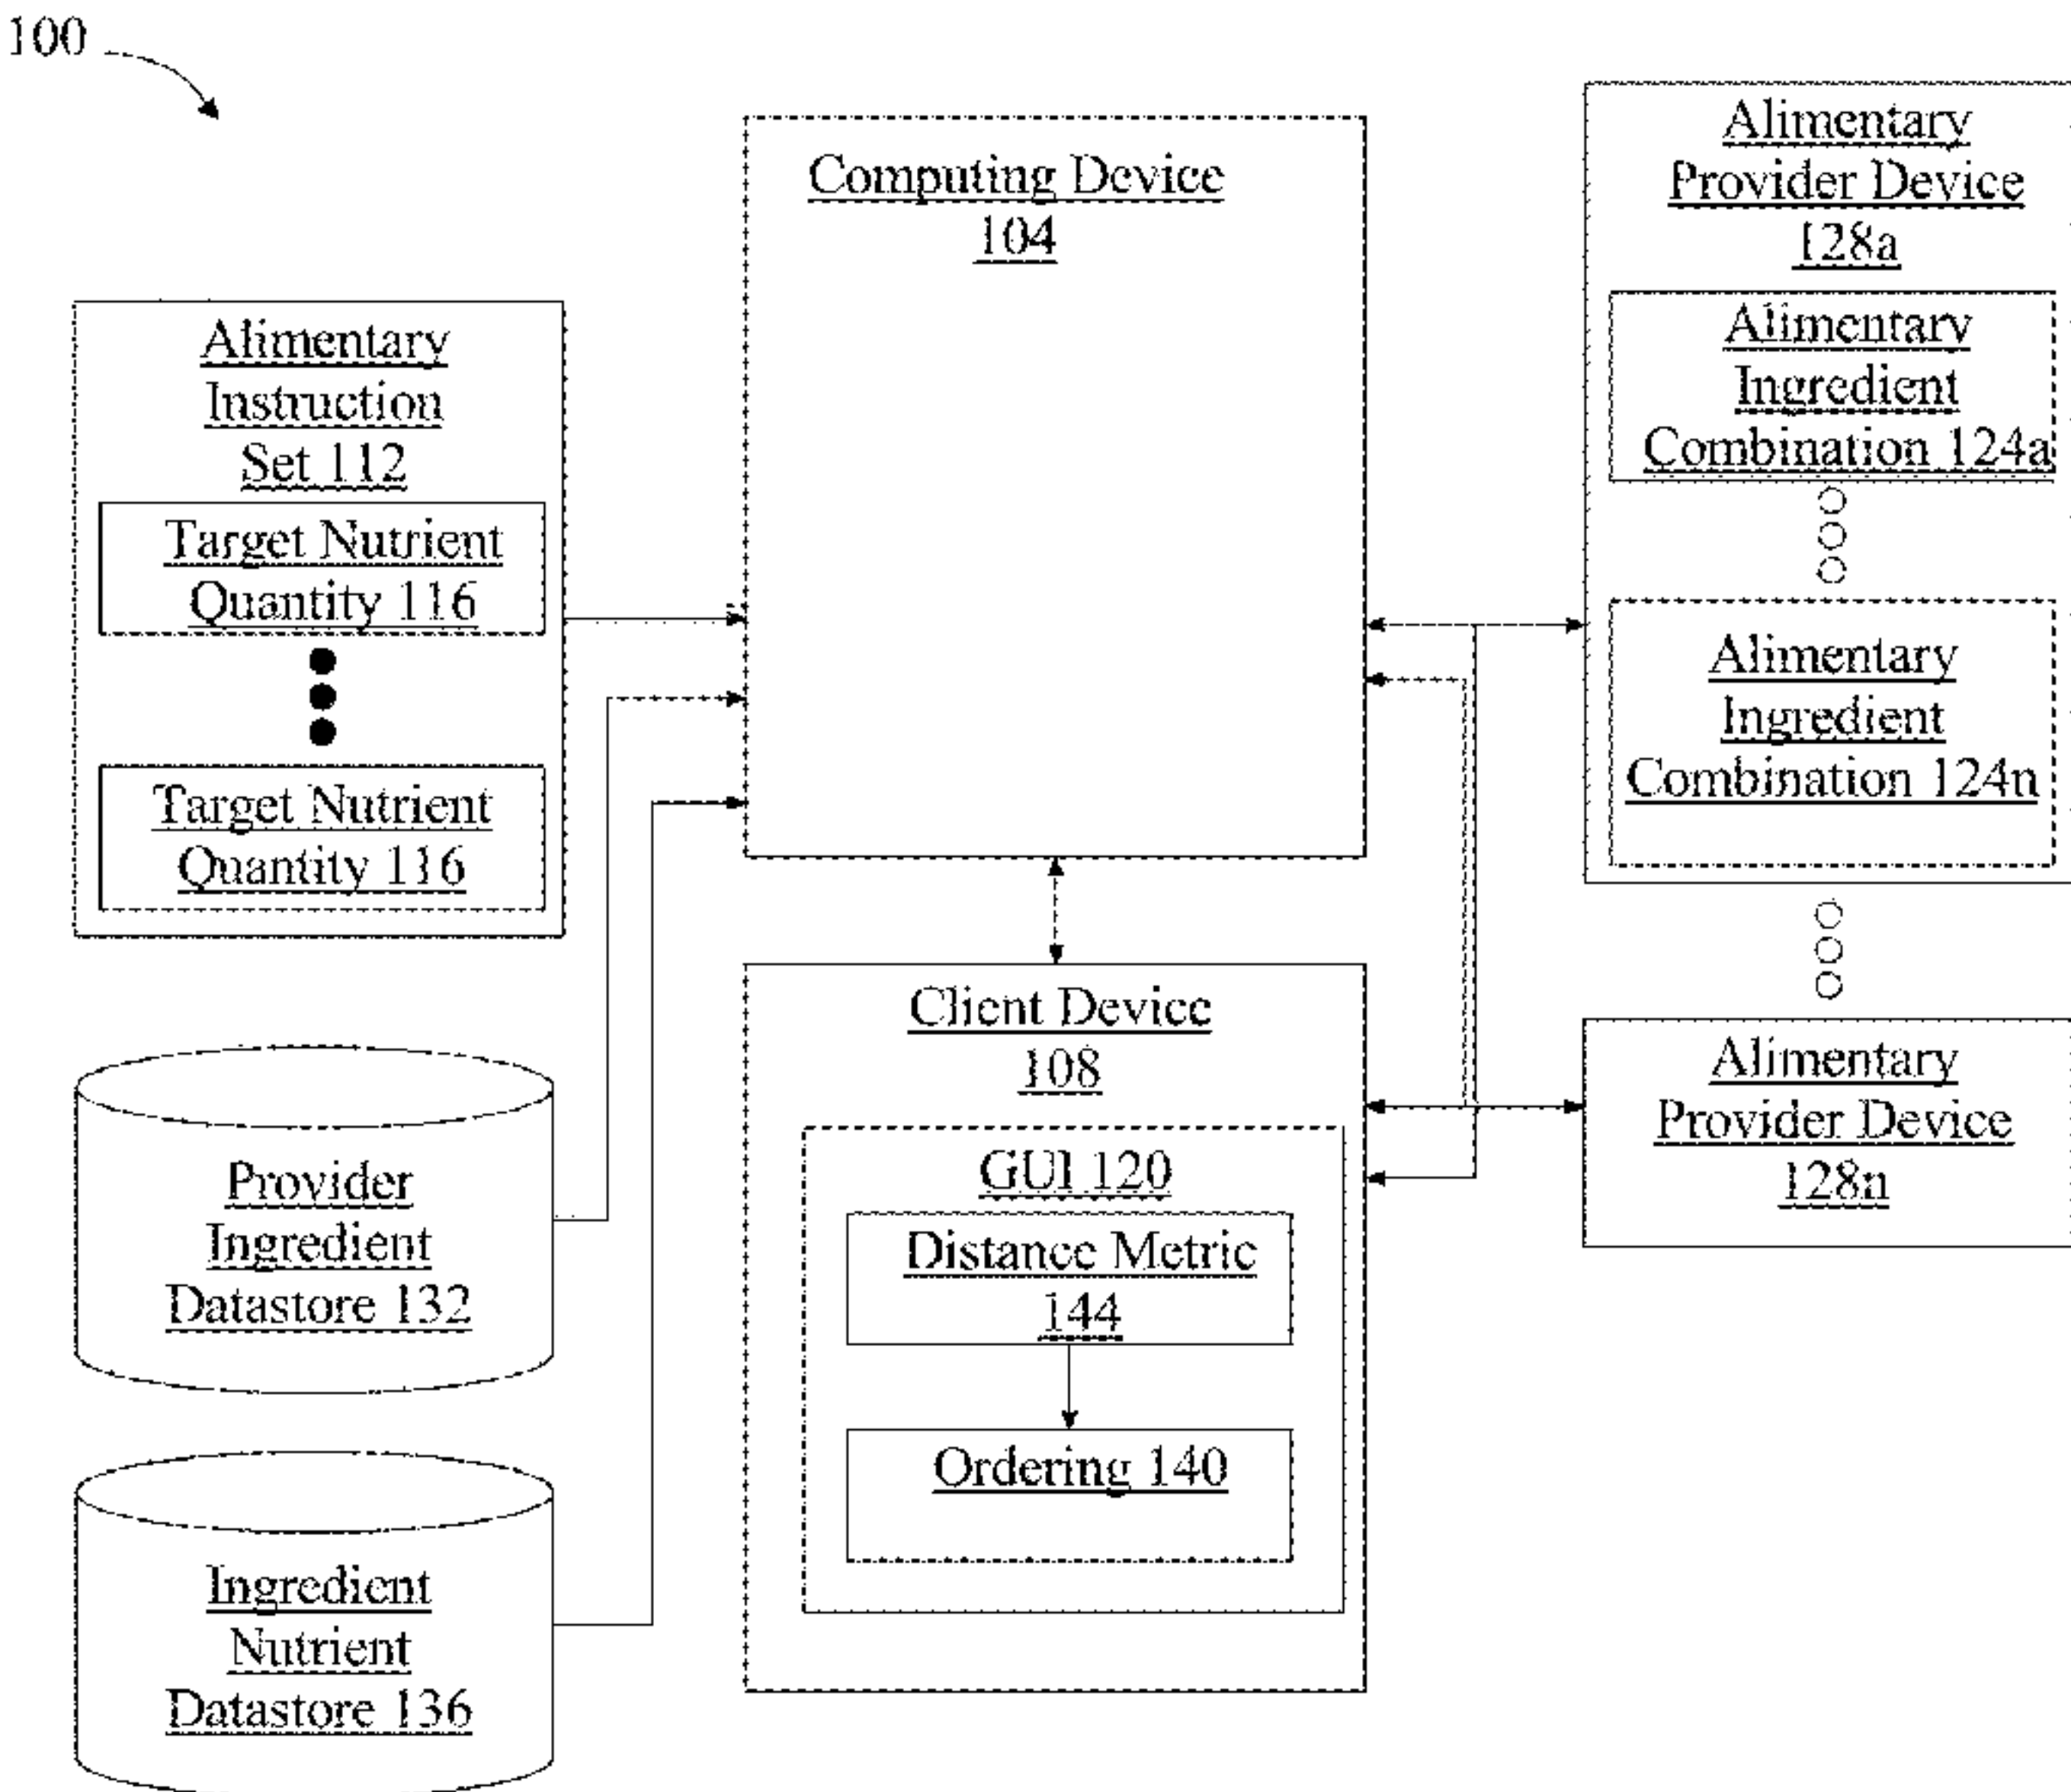 100
Computing Device
104
Alimentary
Provider Device
128a
Alimentary
Ingredient
Combination 124a
Alimentary
Ingredient
Combination 124n
Alimentary
Instruction
Set 112
Target Nutrient
Quantity 116
Target Nutrient
Quantity 116
Client Device
108
GUI 120
Distance Metric
144
Ordering 140
Alimentary
Provider Device
128n
Provider
Ingredient
Datastore 132
Ingredient
Nutrient
Datastore 136